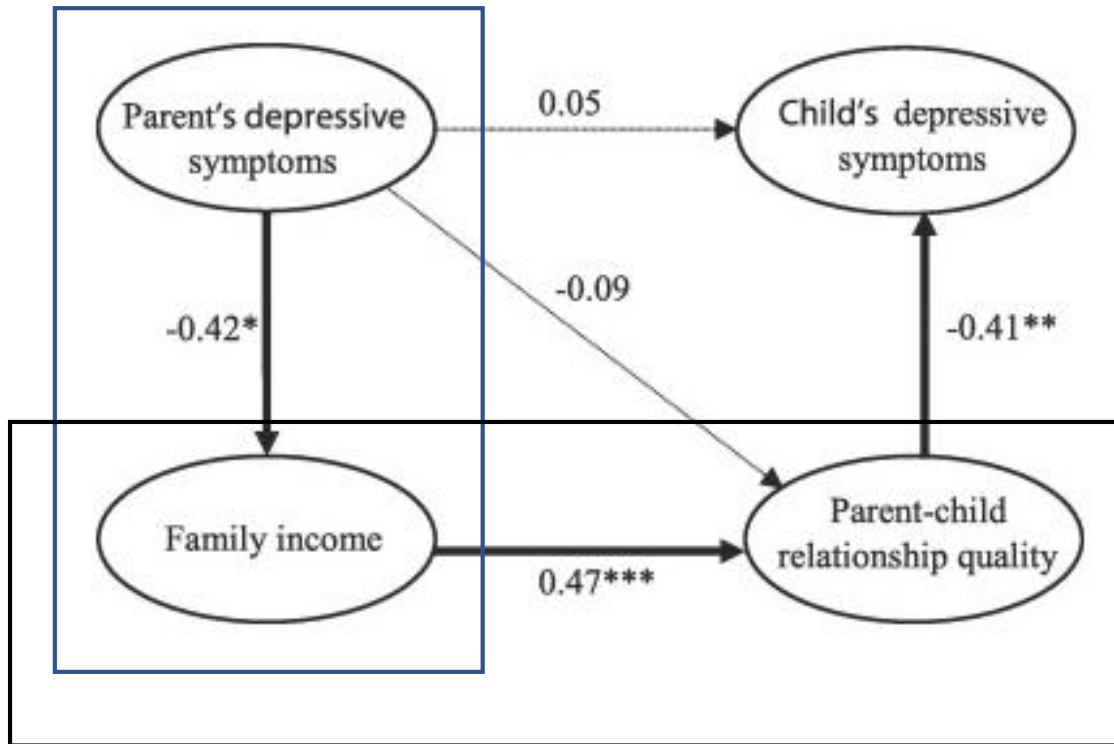 Parent's depressive
symptoms
0.05
Child's depressive
symptoms
-0.09
-0.42*
-0.41**
Family income
0.47***
Parent-child
relationship quality